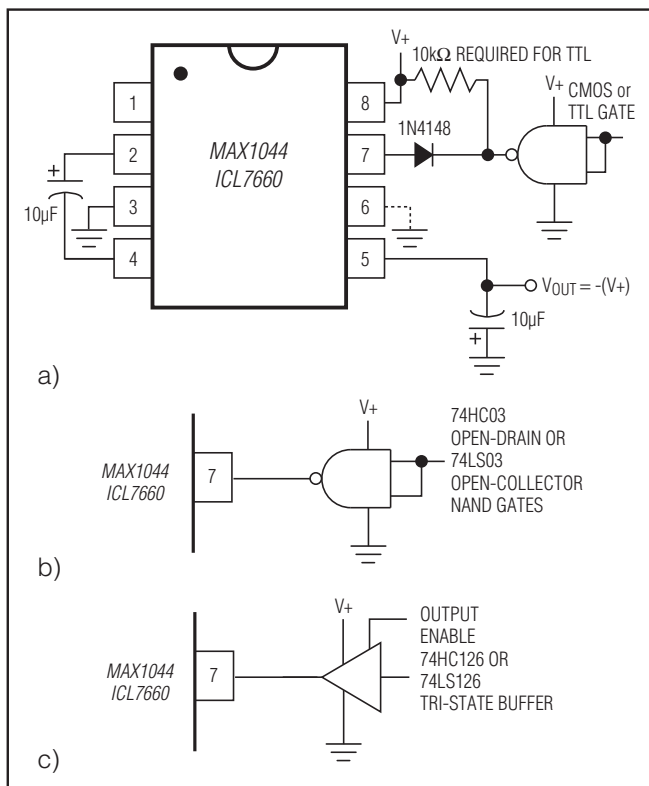 V+
10kΩ REQUIRED FOR TTL
V+
CMOS or
TTL GATE
1N4148
MAX1044
ICL7660
1
2
3
4
8
7
6
5
+
10µF
VOUT = -(V+)
10µF
+
a)
V+
74HC03
OPEN-DRAIN OR
74LS03
OPEN-COLLECTOR
NAND GATES
MAX1044
ICL7660
7
b)
V+
OUTPUT
ENABLE
74HC126 OR
74LS126
TRI-STATE BUFFER
MAX1044
ICL7660
7
c)